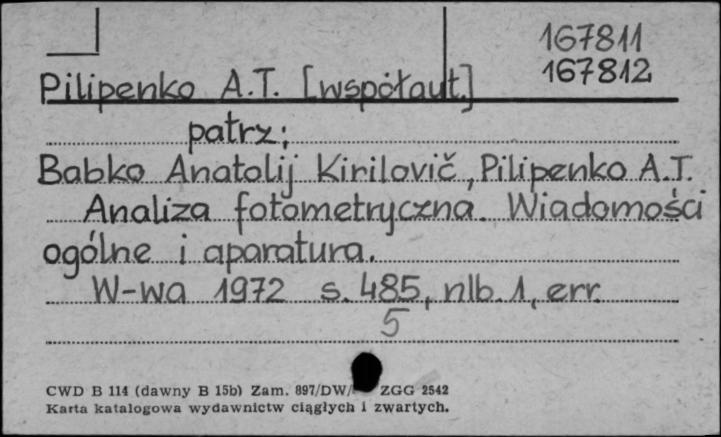 167811
167812
Pilipenko A.T. [współaut.]
patrz:
Babko Anatolij Kirilovič, Pilipenko A.T.
Analiza fotometryczna. Wiadomości
ogólne i aparatura.
W-wa 1972 s. 485, nlb. 1, err.
5
CWD B 114 (dawny B 15b) Zam. 897/DW/ ZGG 2542
Karta katalogowa wydawnictw ciągłych i zwartych.